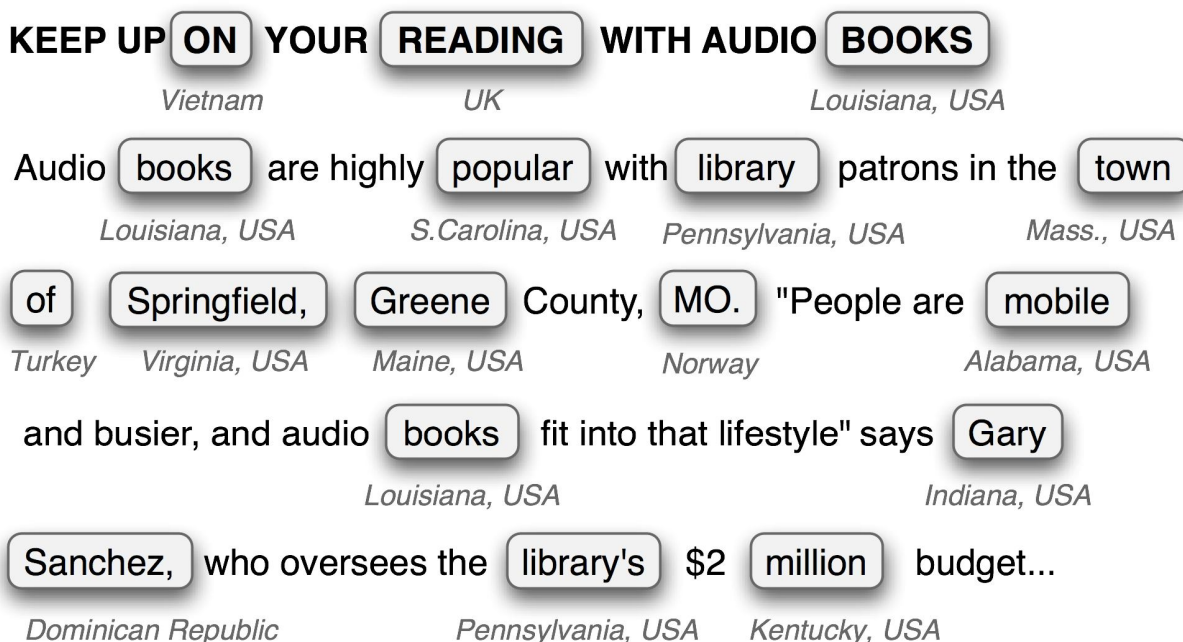 KEEP UP ON YOUR READING WITH AUDIO BOOKS
Vietnam UK Louisiana, USA
Audio books are highly popular with library patrons in the town
Louisiana, USA S.Carolina, USA Pennsylvania, USA Mass., USA
of Springfield, Greene County, MO. "People are mobile
Turkey Virginia, USA Maine, USA Norway Alabama, USA
and busier, and audio books fit into that lifestyle" says Gary
Louisiana, USA Indiana, USA
Sanchez, who oversees the library's $2 million budget...
Dominican Republic Pennsylvania, USA Kentucky, USA